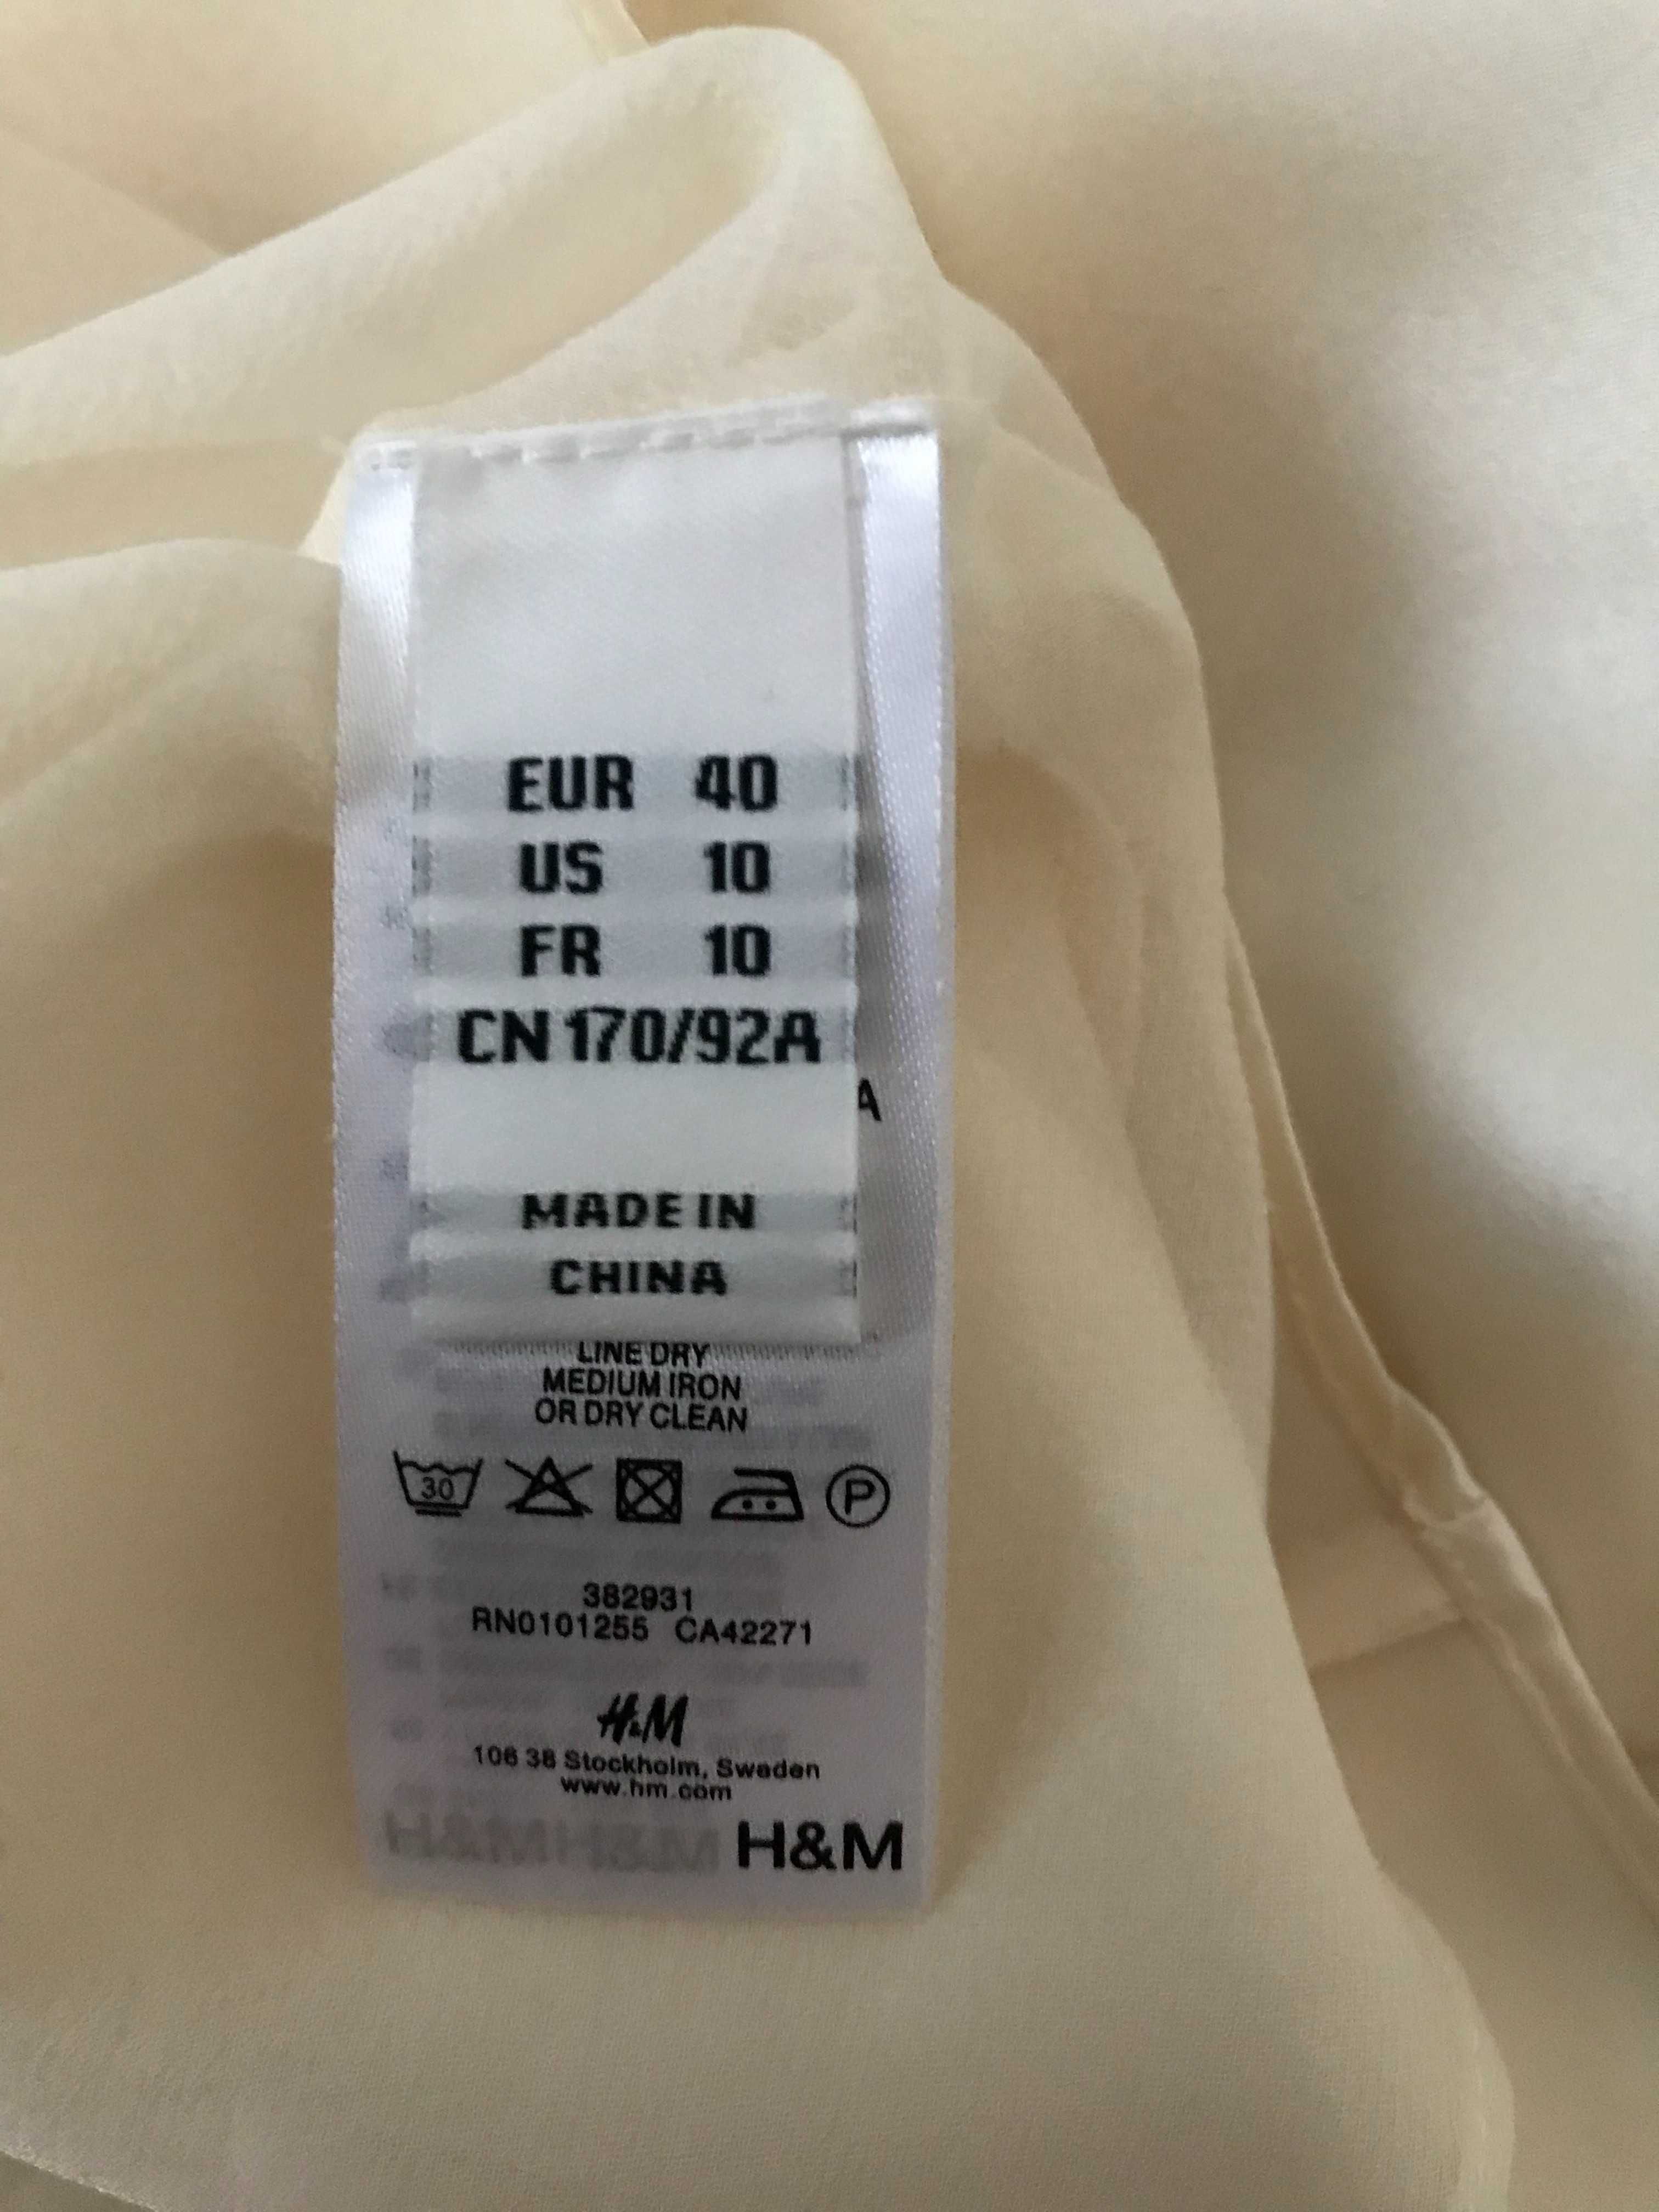 EUR 40
US 10
FR 10
CN 170/92A
A
MADE IN
CHINA
LINE DRY
MEDIUM IRON
OR DRY CLEAN
30
P
382931
RN0101255 CA42271
H&M
106 38 Stockholm, Sweden
www.hm.com
H&M